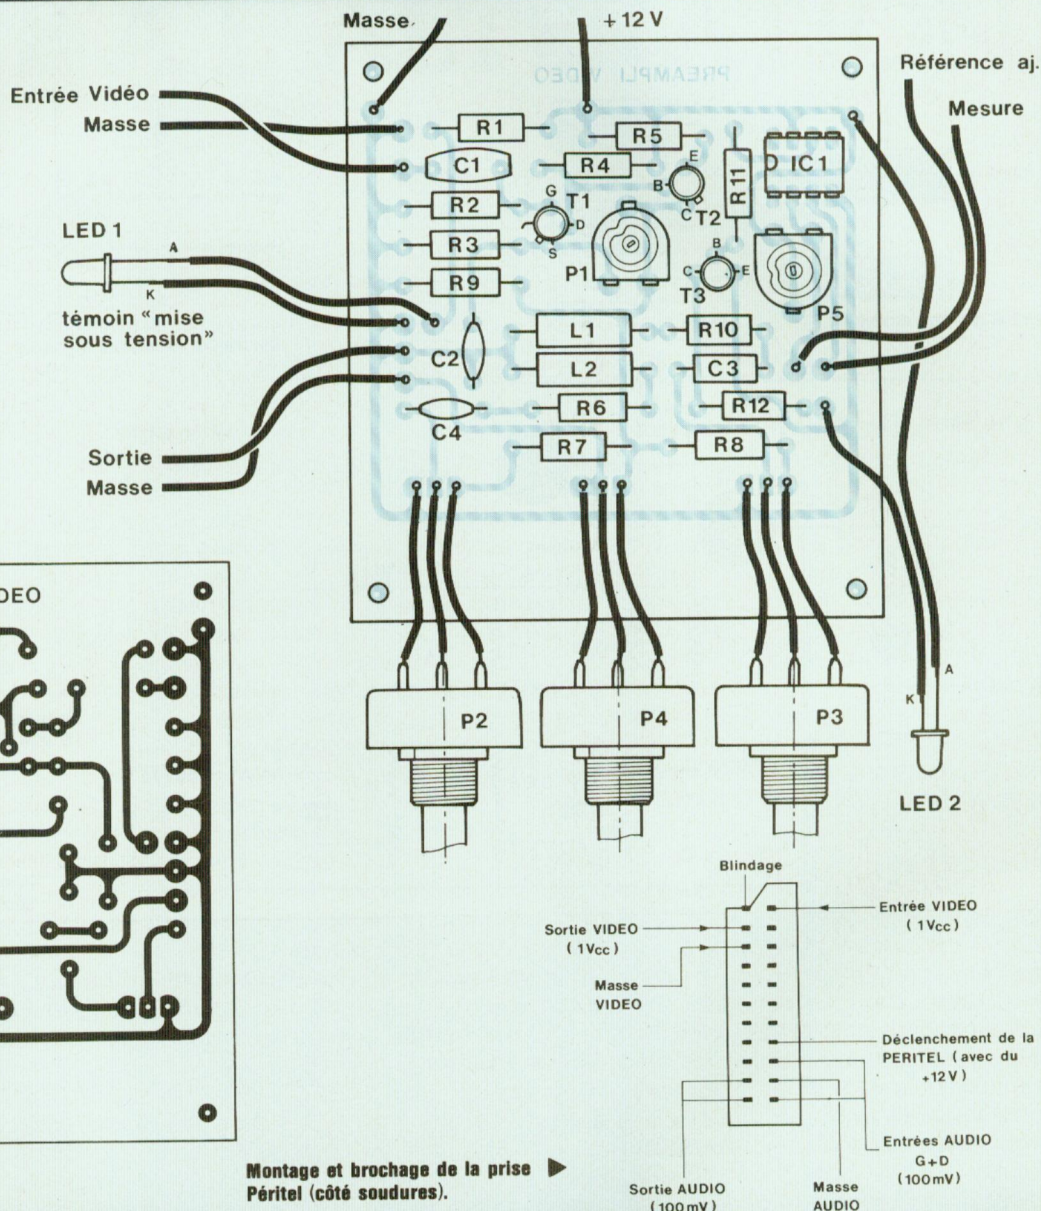 Masse
+ 12 V
Référence aj.
Mesure
Entrée Vidéo
Masse
PREAMPLI VIDEO
R1
R5
C1
R4
R11
IC1
E
B
C
T2
R2
G
T1
D
S
R3
P1
B
C
E
T3
P5
R9
LED 1
A
K
témoin « mise
sous tension »
L1
R10
C2
L2
C3
R6
R12
C4
R7
R8
Sortie
Masse
DEO
P2
P4
P3
A
K
LED 2
Blindage
Entrée VIDEO
( 1Vcc )
Sortie VIDEO
( 1Vcc )
Masse
VIDEO
Déclenchement de la
PERITEL ( avec du
+12 V )
Entrées AUDIO
G+D
(100mV)
Sortie AUDIO
(100mV)
Masse
AUDIO
Montage et brochage de la prise ▶
Péritel (côté soudures).